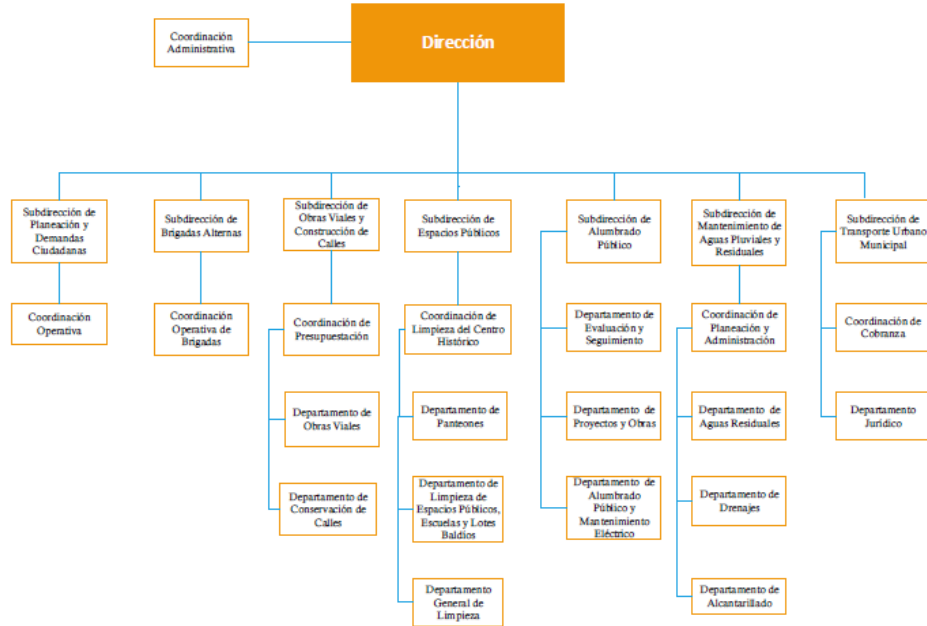 Coordinación
Administrativa
Dirección
Subdirección de
Planeación y
Demandas
Ciudadanas
Subdirección de
Brigadas Alternas
Subdirección de
Obras Viales y
Construcción de
Calles
Subdirección de
Espacios Públicos
Subdirección de
Alumbrado
Público
Subdirección de
Mantenimiento de
Aguas Pluviales y
Residuales
Subdirección de
Transporte Urbano
Municipal
Coordinación
Operativa
Coordinación
Operativa de
Brigadas
Coordinación de
Presupuestación
Coordinación de
Limpieza del Centro
Histórico
Departamento de
Evaluación y
Seguimiento
Coordinación de
Planeación y
Administración
Coordinación de
Cobranza
Departamento de
Obras Viales
Departamento de
Panteones
Departamento de
Proyectos y Obras
Departamento de
Aguas Residuales
Departamento
Jurídico
Departamento de
Conservación de
Calles
Departamento de
Limpieza de
Espacios Públicos,
Escuelas y Lotes
Baldíos
Departamento de
Alumbrado
Público y
Mantenimiento
Eléctrico
Departamento de
Drenajes
Departamento
General de
Limpieza
Departamento de
Alcantarillado